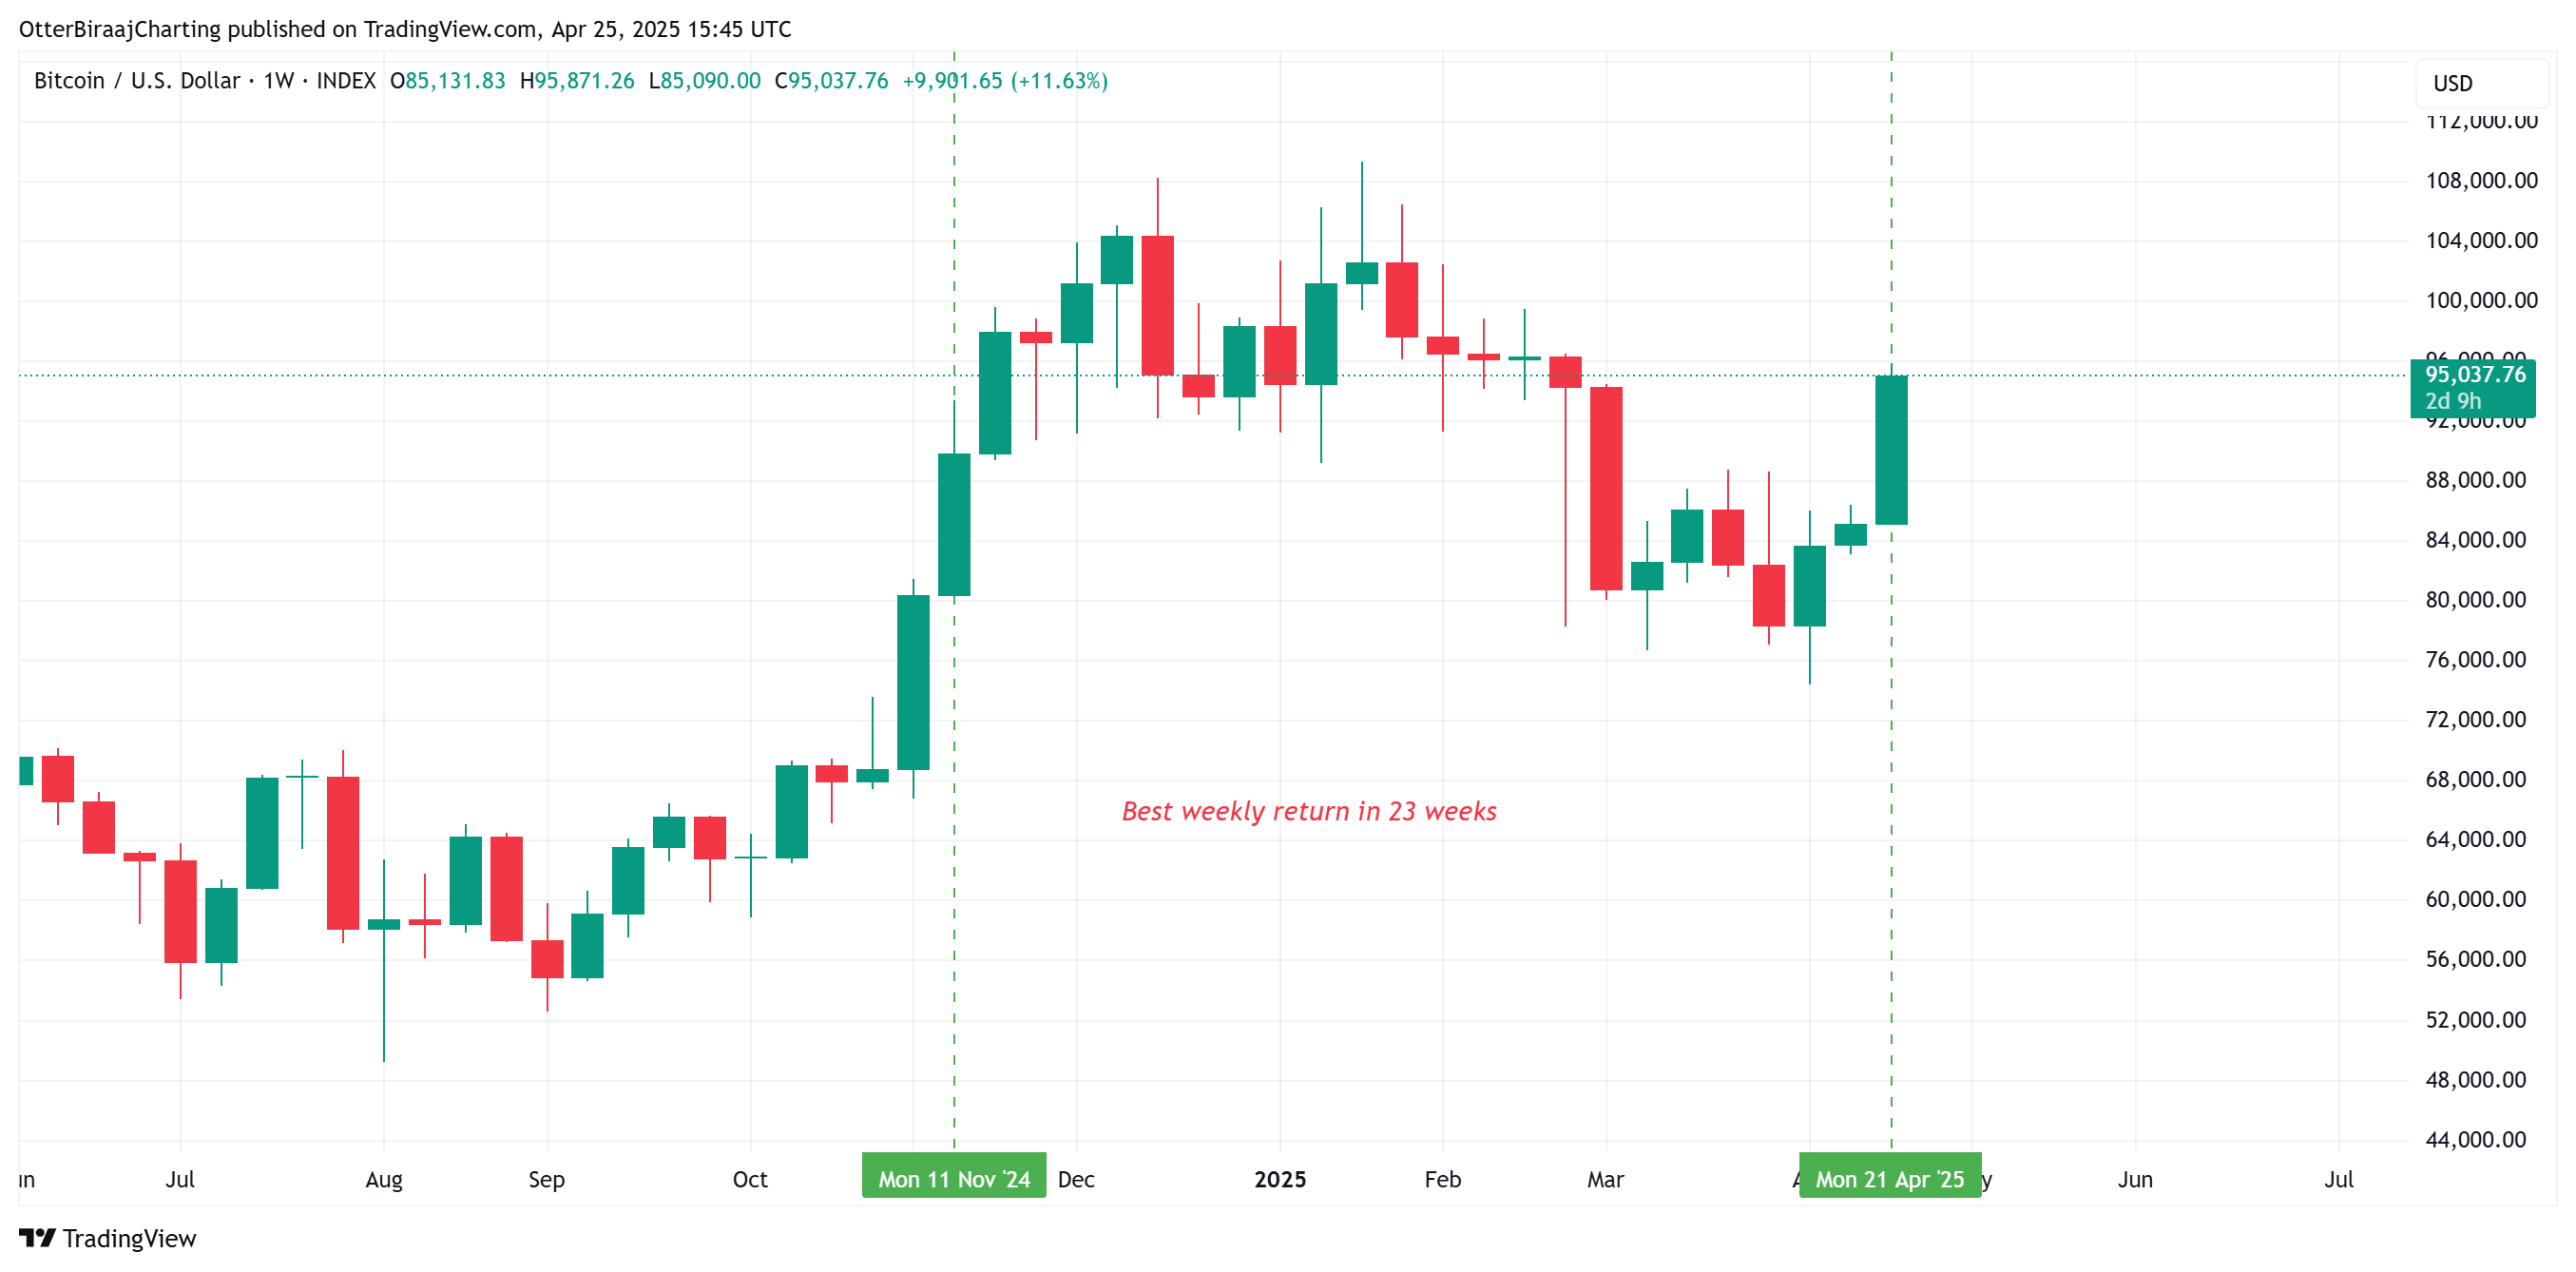 OtterBiraajCharting published on TradingView.com, Apr 25, 2025 15:45 UTC
Bitcoin / U.S. Dollar · 1W · INDEX O85,131.83 H95,871.26 L85,090.00 C95,037.76 +9,901.65 (+11.63%)
USD
112,000.00
108,000.00
104,000.00
100,000.00
96,000.00
95,037.76
2d 9h
92,000.00
88,000.00
84,000.00
80,000.00
76,000.00
72,000.00
68,000.00
Best weekly return in 23 weeks
64,000.00
60,000.00
56,000.00
52,000.00
48,000.00
44,000.00
Jul Aug Sep Oct Mon 11 Nov '24 Dec 2025 Feb Mar Mon 21 Apr '25 Jun Jul
TradingView